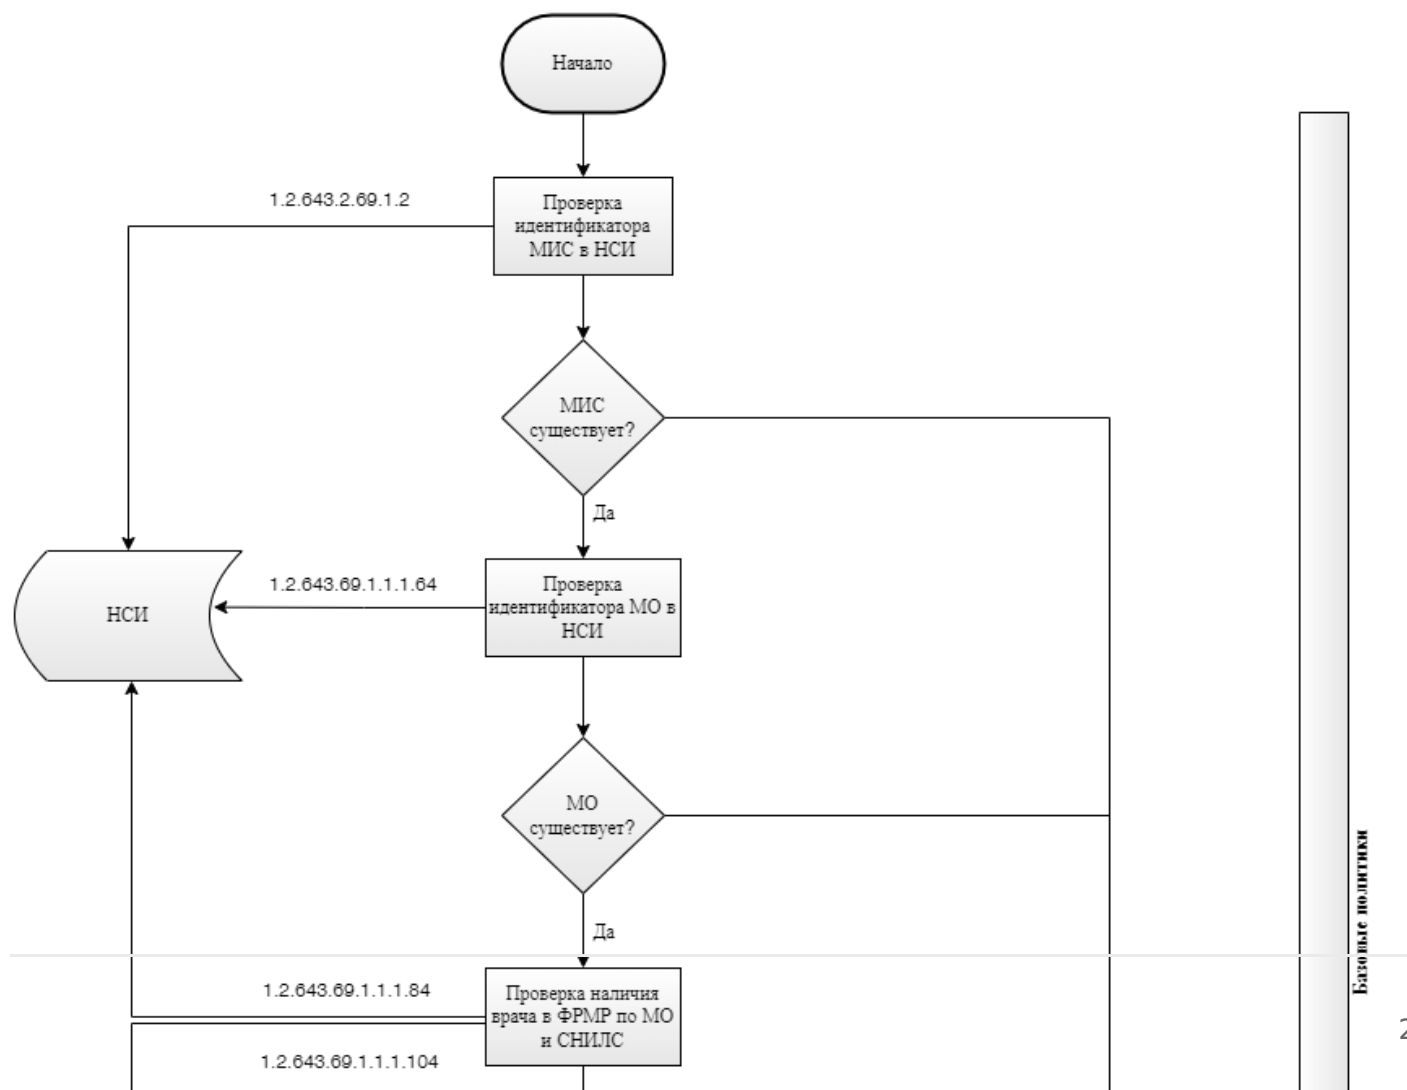 Начало
1.2.643.2.69.1.2
Проверка
идентификатора
МИС в НСИ
МИС
существует?
Да
НСИ
1.2.643.69.1.1.1.64
Проверка
идентификатора МО в
НСИ
МО
существует?
Да
Базовые политики
1.2.643.69.1.1.1.84
Проверка наличия
врача в ФРМР по МО
и СНИЛС
1.2.643.69.1.1.1.104
2